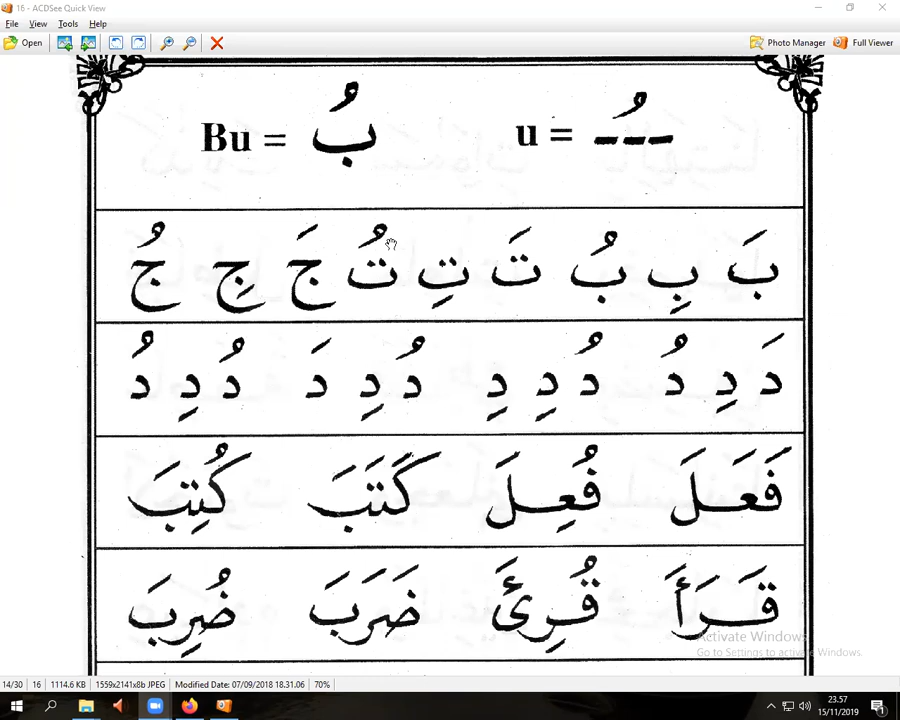 16 - ACDSee Quick View
File View Tools Help
Open Photo Manager Full Viewer
ـُ = u بُ = Bu
بَ بِ بُ تَ تِ تُ جَ جِ جُ
دَ دِ دُ دُ دِ دِ دُ دِ دَ دُ دِ دُ
فَعَلَ فُعِلَ كَتَبَ كُتِبَ
قَرَأَ قُرِئَ ضَرَبَ ضُرِبَ
Activate Windows
Go to Settings to activate Windows.
14/30 16 1114.6 KB 1559x2141x8b JPEG Modified Date: 07/09/2018 18.31.06 70%
23.57
15/11/2019
1